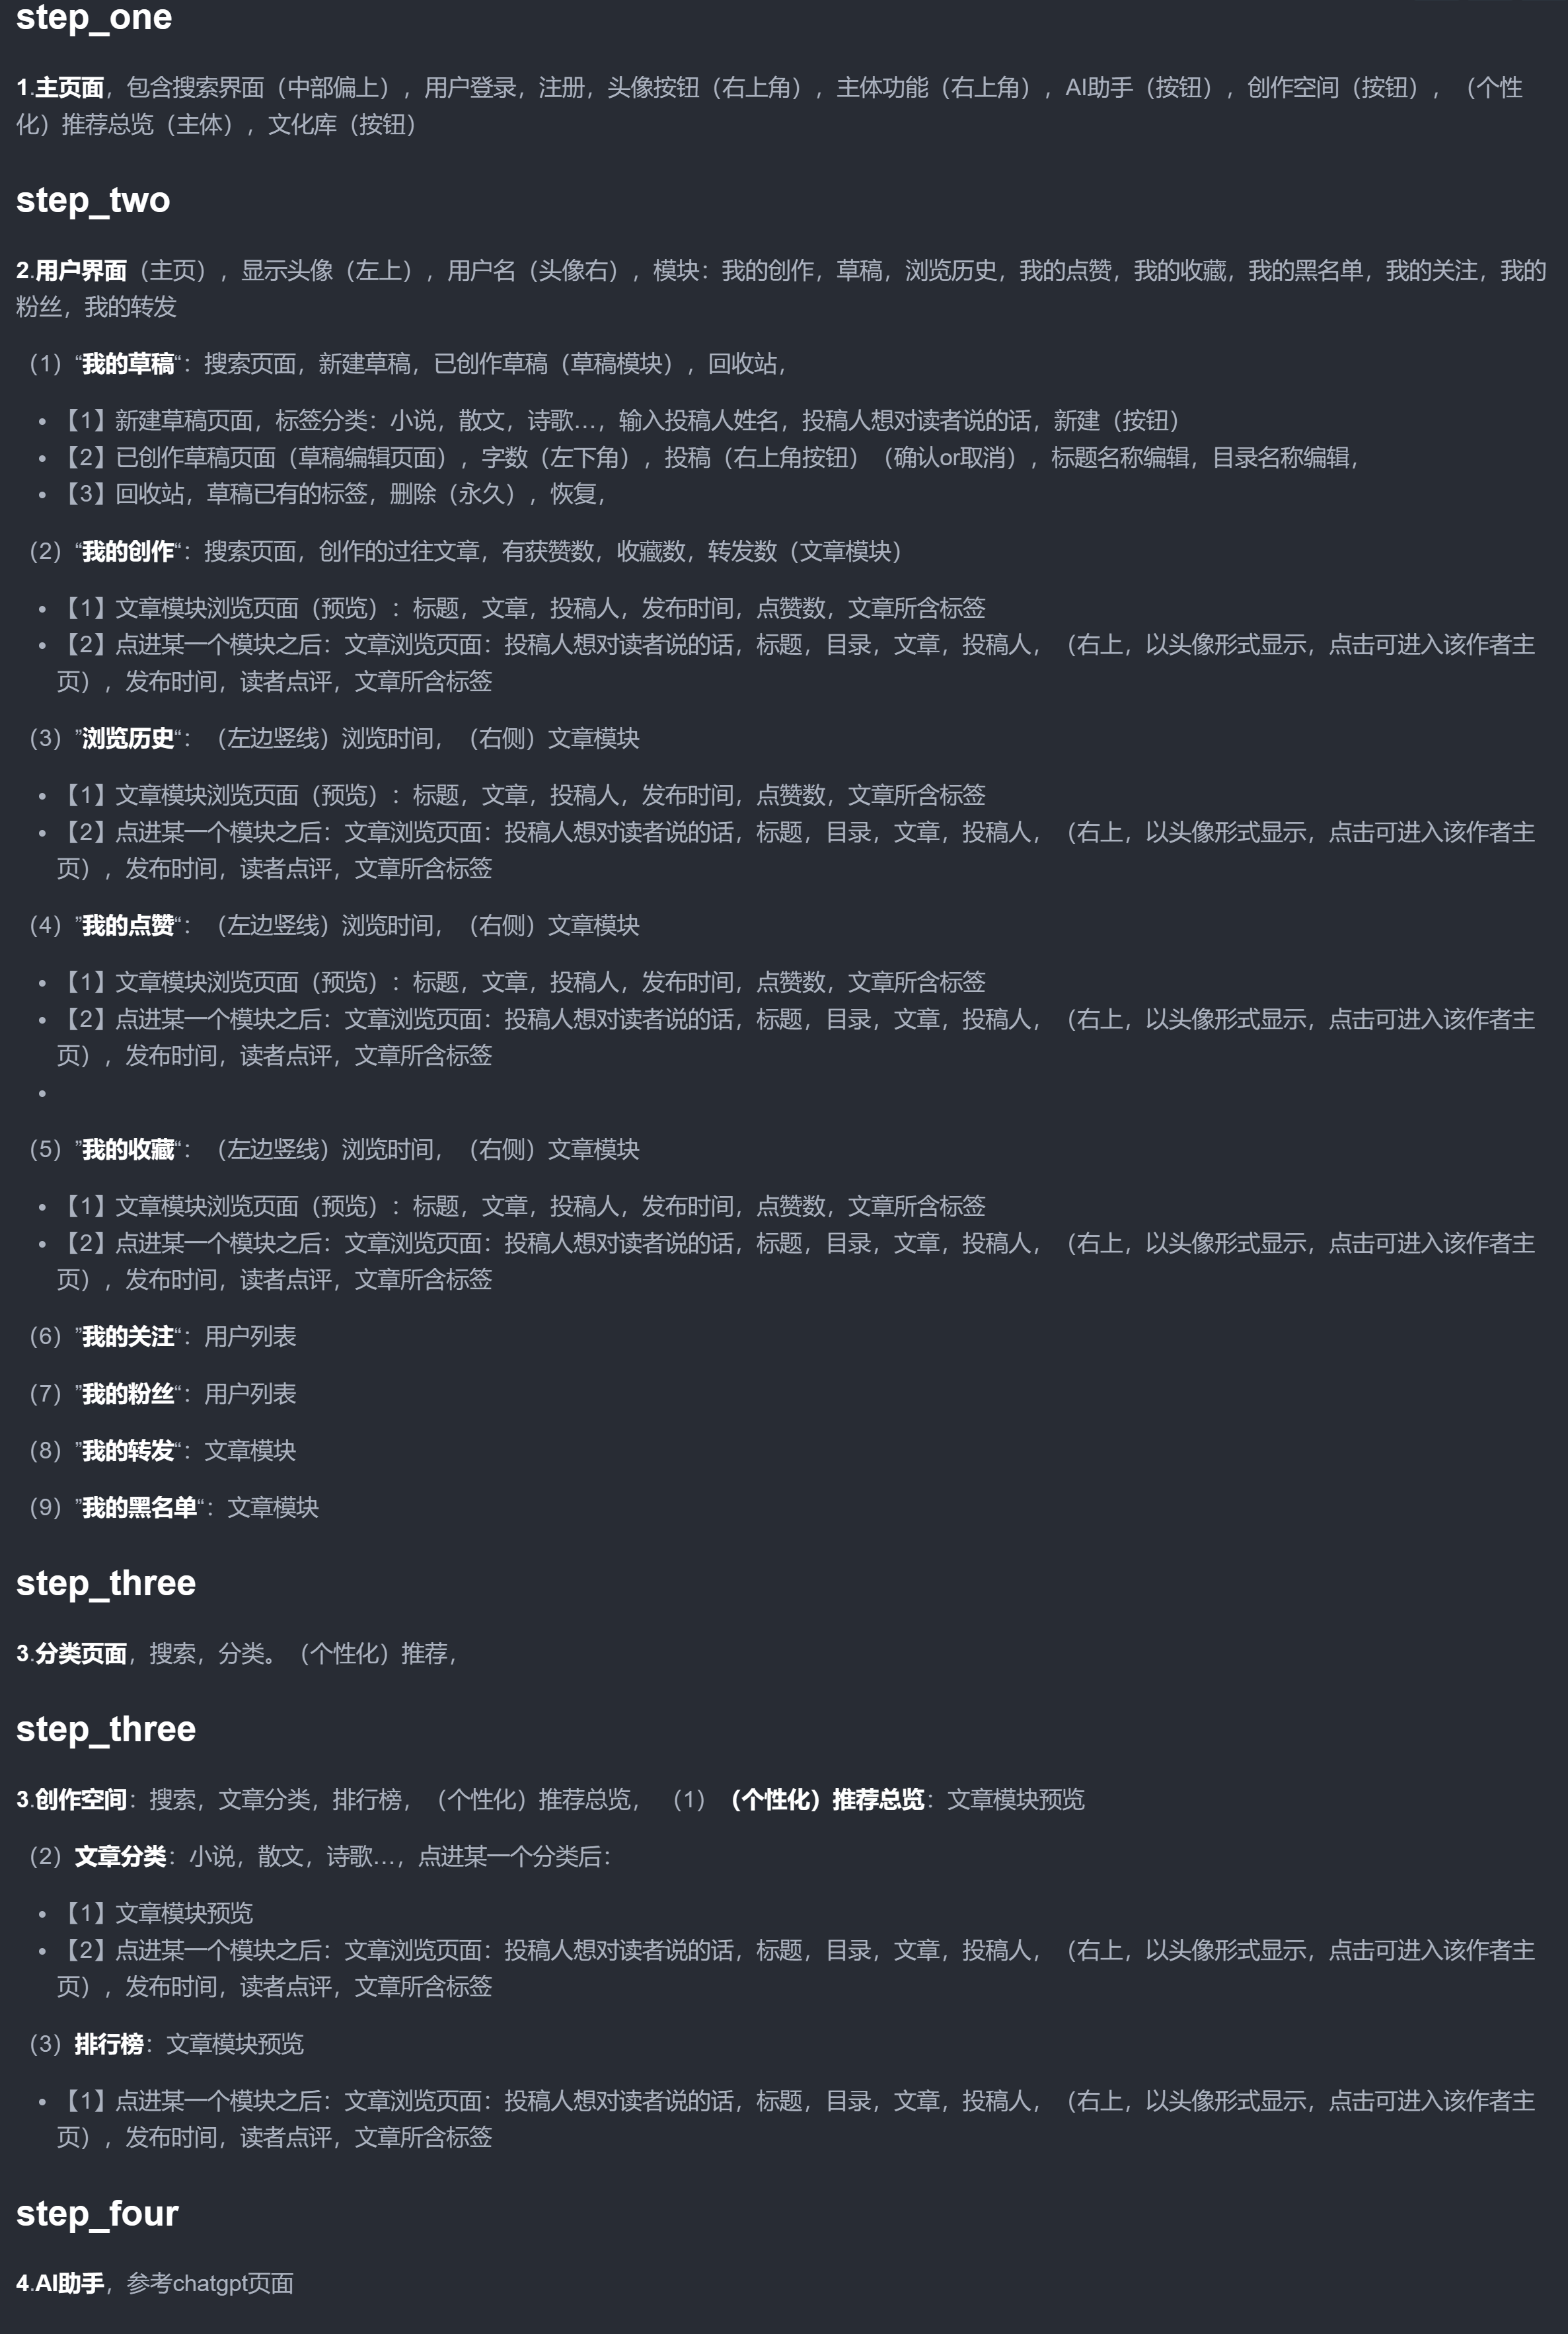 step_one
1.主页面，包含搜索界面（中部偏上），用户登录，注册，头像按钮（右上角），主体功能（右上角），AI助手（按钮），创作空间（按钮），（个性
化）推荐总览（主体），文化库（按钮）
step_two
2.用户界面（主页），显示头像（左上），用户名（头像右），模块：我的创作，草稿，浏览历史，我的点赞，我的收藏，我的黑名单，我的关注，我的
粉丝，我的转发
（1）“我的草稿“：搜索页面，新建草稿，已创作草稿（草稿模块），回收站，
• 【1】新建草稿页面，标签分类：小说，散文，诗歌...，输入投稿人姓名，投稿人想对读者说的话，新建（按钮）
• 【2】已创作草稿页面（草稿编辑页面），字数（左下角），投稿（右上角按钮）（确认or取消），标题名称编辑，目录名称编辑，
• 【3】回收站，草稿已有的标签，删除（永久），恢复，
（2）“我的创作“：搜索页面，创作的过往文章，有获赞数，收藏数，转发数（文章模块）
• 【1】文章模块浏览页面（预览）：标题，文章，投稿人，发布时间，点赞数，文章所含标签
• 【2】点进某一个模块之后：文章浏览页面：投稿人想对读者说的话，标题，目录，文章，投稿人，（右上，以头像形式显示，点击可进入该作者主
页），发布时间，读者点评，文章所含标签
（3）”浏览历史“：（左边竖线）浏览时间，（右侧）文章模块
• 【1】文章模块浏览页面（预览）：标题，文章，投稿人，发布时间，点赞数，文章所含标签
• 【2】点进某一个模块之后：文章浏览页面：投稿人想对读者说的话，标题，目录，文章，投稿人，（右上，以头像形式显示，点击可进入该作者主
页），发布时间，读者点评，文章所含标签
（4）”我的点赞“：（左边竖线）浏览时间，（右侧）文章模块
• 【1】文章模块浏览页面（预览）：标题，文章，投稿人，发布时间，点赞数，文章所含标签
• 【2】点进某一个模块之后：文章浏览页面：投稿人想对读者说的话，标题，目录，文章，投稿人，（右上，以头像形式显示，点击可进入该作者主
页），发布时间，读者点评，文章所含标签
•
（5）”我的收藏“：（左边竖线）浏览时间，（右侧）文章模块
• 【1】文章模块浏览页面（预览）：标题，文章，投稿人，发布时间，点赞数，文章所含标签
• 【2】点进某一个模块之后：文章浏览页面：投稿人想对读者说的话，标题，目录，文章，投稿人，（右上，以头像形式显示，点击可进入该作者主
页），发布时间，读者点评，文章所含标签
（6）”我的关注“：用户列表
（7）”我的粉丝“：用户列表
（8）”我的转发“：文章模块
（9）”我的黑名单“：文章模块
step_three
3.分类页面，搜索，分类。（个性化）推荐，
step_three
3.创作空间：搜索，文章分类，排行榜，（个性化）推荐总览，（1）（个性化）推荐总览：文章模块预览
（2）文章分类：小说，散文，诗歌...，点进某一个分类后：
• 【1】文章模块预览
• 【2】点进某一个模块之后：文章浏览页面：投稿人想对读者说的话，标题，目录，文章，投稿人，（右上，以头像形式显示，点击可进入该作者主
页），发布时间，读者点评，文章所含标签
（3）排行榜：文章模块预览
• 【1】点进某一个模块之后：文章浏览页面：投稿人想对读者说的话，标题，目录，文章，投稿人，（右上，以头像形式显示，点击可进入该作者主
页），发布时间，读者点评，文章所含标签
step_four
4.AI助手，参考chatgpt页面